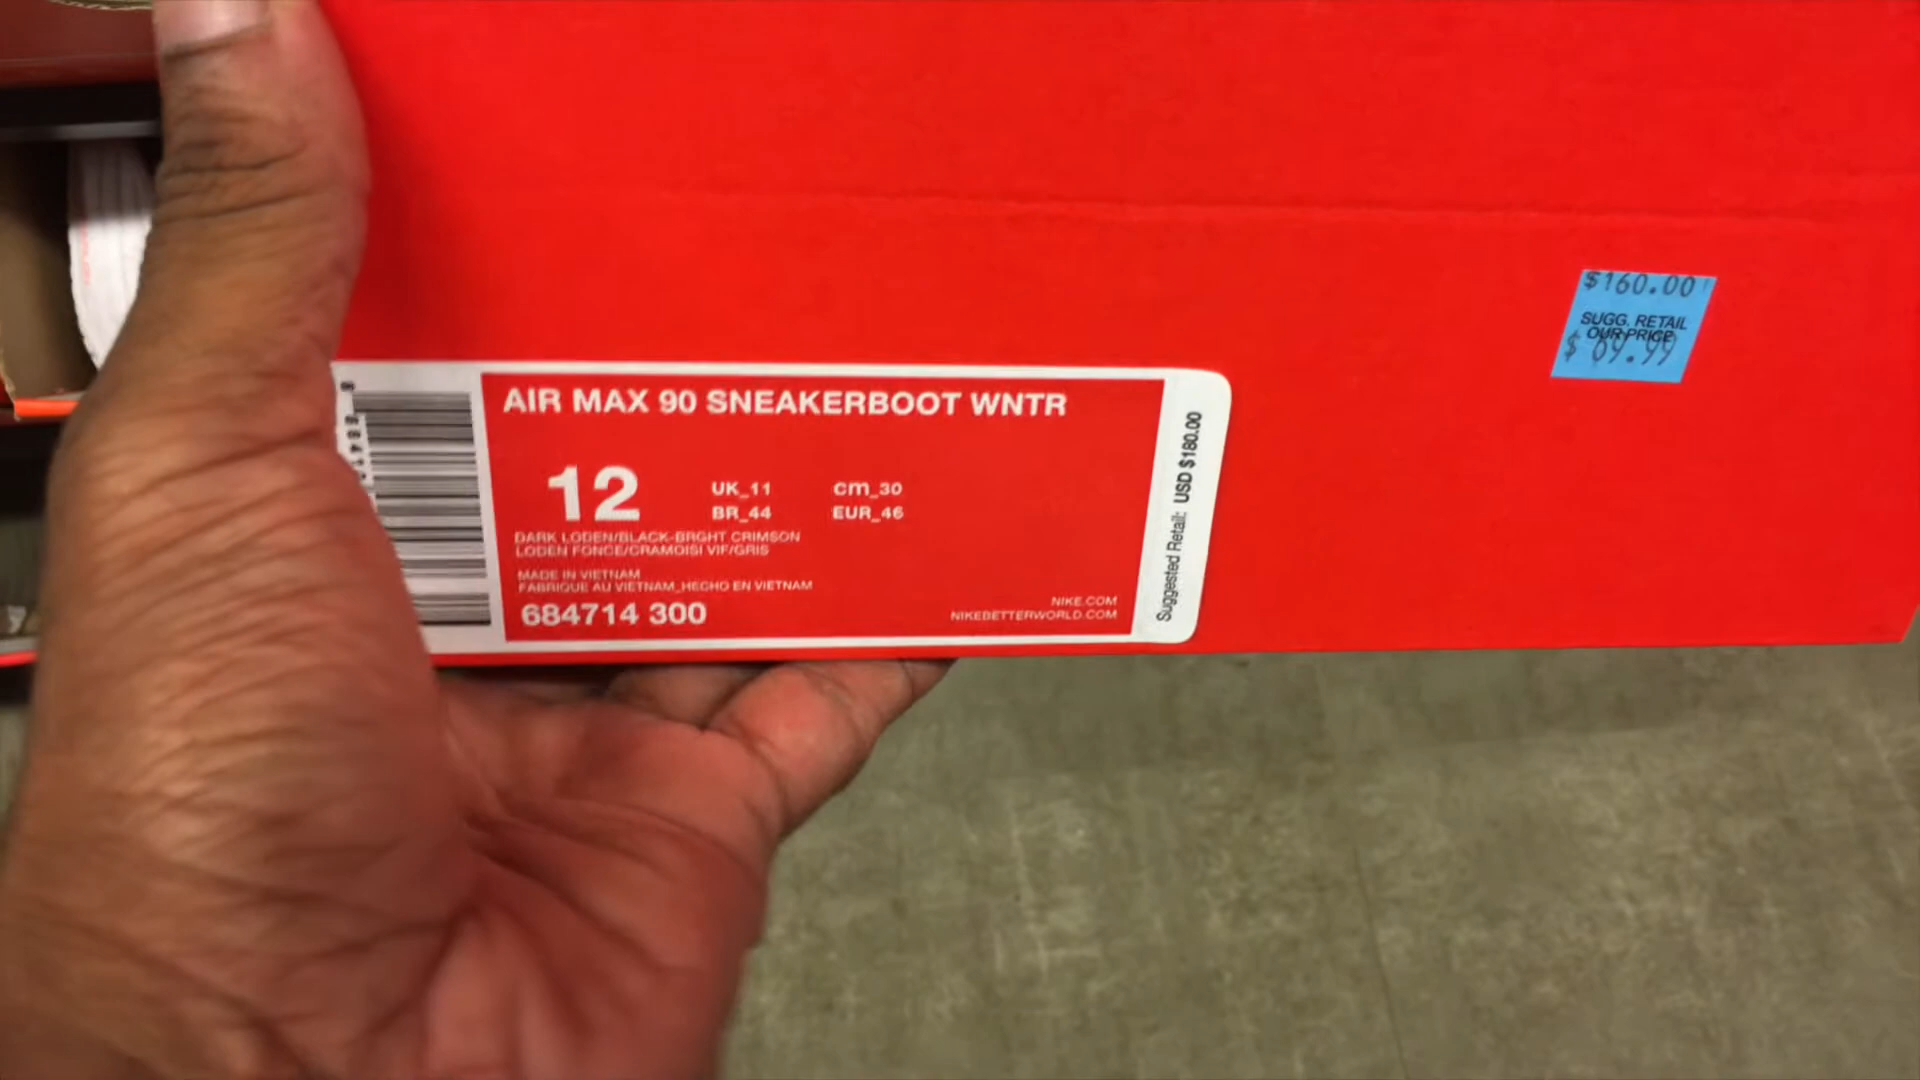 $160.00
SUGG. RETAIL
OUR PRICE
$ 69.99
AIR MAX 90 SNEAKERBOOT WNTR
12
UK_11 cm_30
BR_44 EUR_46
DARK LODEN/BLACK-BRGHT CRIMSON
LODEN FONCE/CRAMOISI VIF/GRIS
MADE IN VIETNAM
FABRIQUE AU VIETNAM_HECHO EN VIETNAM
684714 300
NIKE.COM
NIKEBETTERWORLD.COM
Suggested Retail: USD $180.00